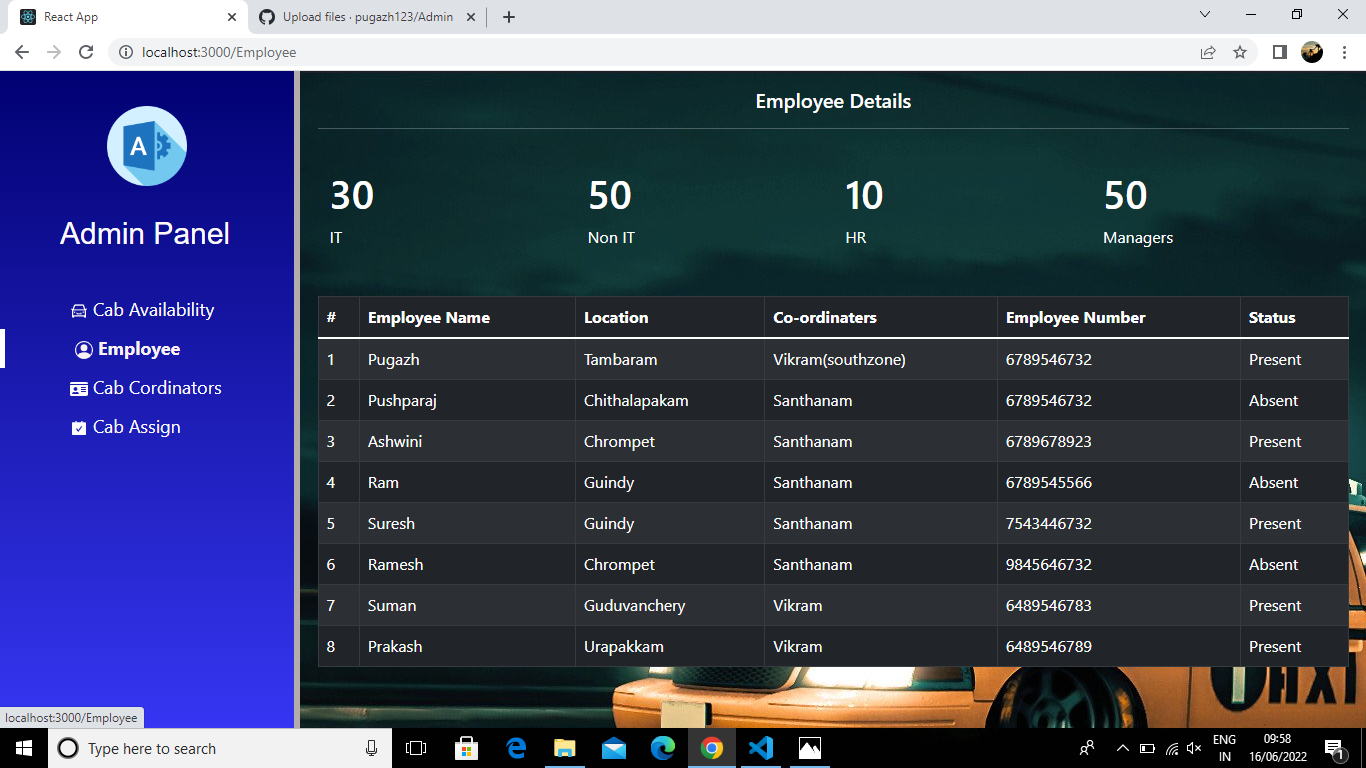 React App
Upload files · pugazh123/Admin
localhost:3000/Employee
A
Admin Panel
Cab Availability
Employee
Cab Cordinators
Cab Assign
Employee Details
30 50 10 50
IT Non IT HR Managers
# Employee Name Location Co-ordinaters Employee Number Status
1 Pugazh Tambaram Vikram(southzone) 6789546732 Present
2 Pushparaj Chithalapakam Santhanam 6789546732 Absent
3 Ashwini Chrompet Santhanam 6789678923 Present
4 Ram Guindy Santhanam 6789545566 Absent
5 Suresh Guindy Santhanam 7543446732 Present
6 Ramesh Chrompet Santhanam 9845646732 Absent
7 Suman Guduvanchery Vikram 6489546783 Present
8 Prakash Urapakkam Vikram 6489546789 Present
TAXI
localhost:3000/Employee
Type here to search
ENG
IN
09:58
16/06/2022
1